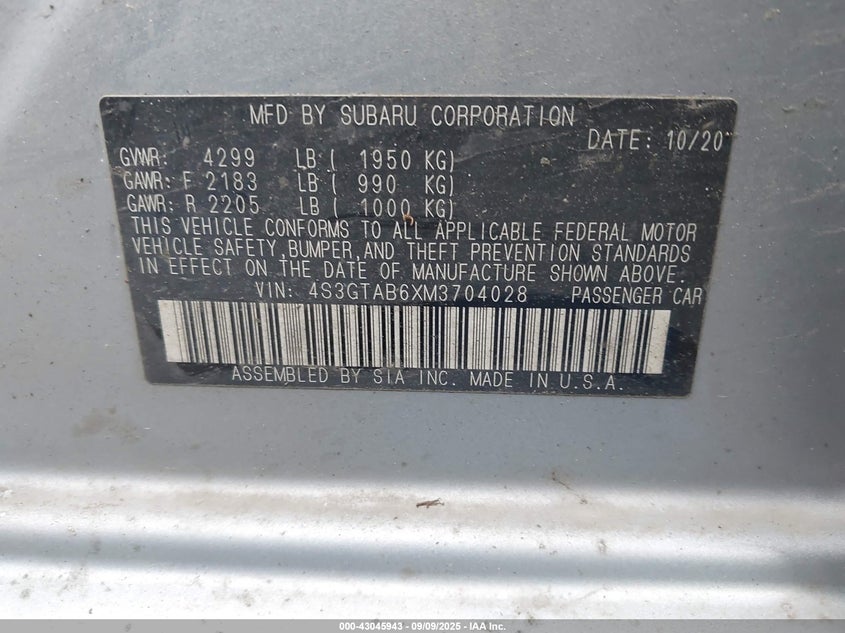 MFD BY SUBARU CORPORATION
DATE: 10/20
GVWR: 4299 LB ( 1950 KG)
GAWR: F 2183 LB ( 990 KG)
GAWR: R 2205 LB ( 1000 KG)
THIS VEHICLE CONFORMS TO ALL APPLICABLE FEDERAL MOTOR
VEHICLE SAFETY, BUMPER, AND THEFT PREVENTION STANDARDS
IN EFFECT ON THE DATE OF MANUFACTURE SHOWN ABOVE.
VIN: 4S3GTAB6XM3704028 PASSENGER CAR
ASSEMBLED BY SIA INC. MADE IN U.S.A.
000-43045943 - 09/09/2025 - IAA Inc.